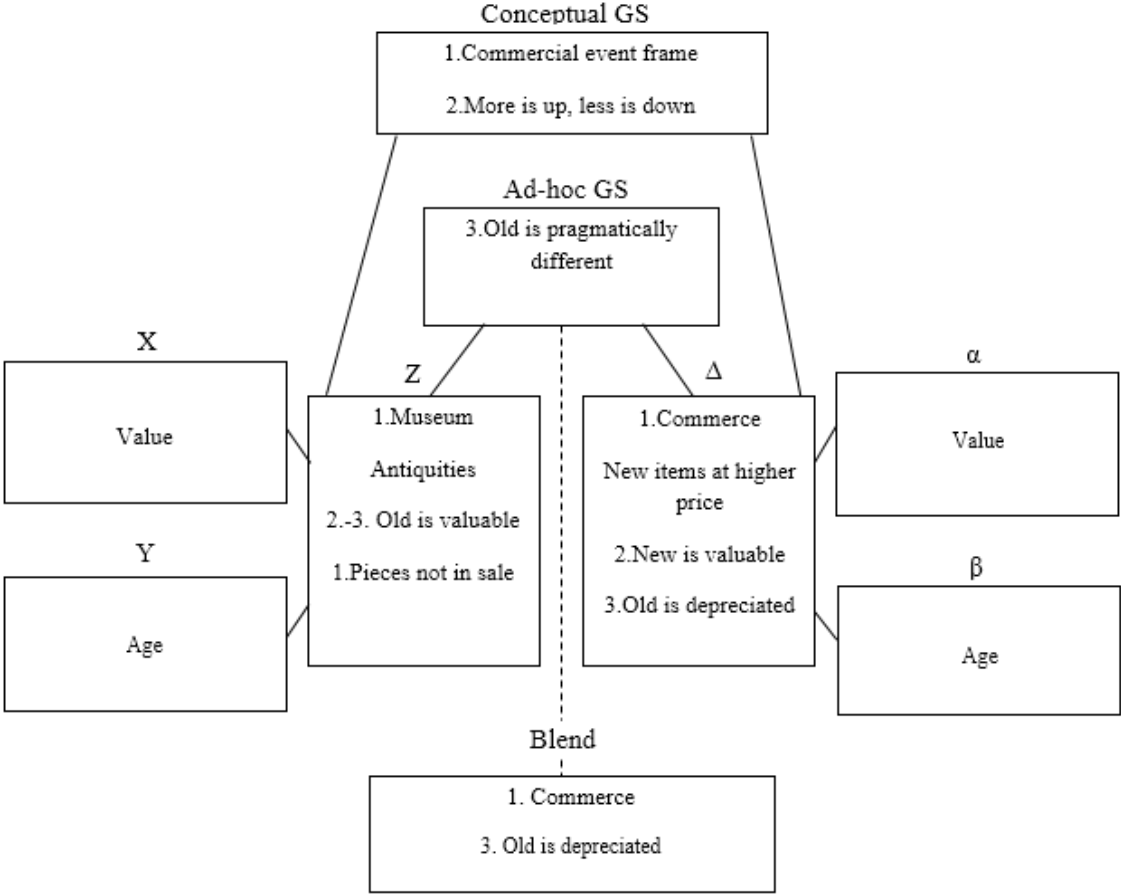 Conceptual GS
1.Commercial event frame
2.More is up, less is down
Ad-hoc GS
3.Old is pragmatically
different
X
Value
Y
Age
Z
1.Museum
Antiquities
2.-3. Old is valuable
1.Pieces not in sale
Δ
1.Commerce
New items at higher
price
2.New is valuable
3.Old is depreciated
α
Value
β
Age
Blend
1. Commerce
3. Old is depreciated